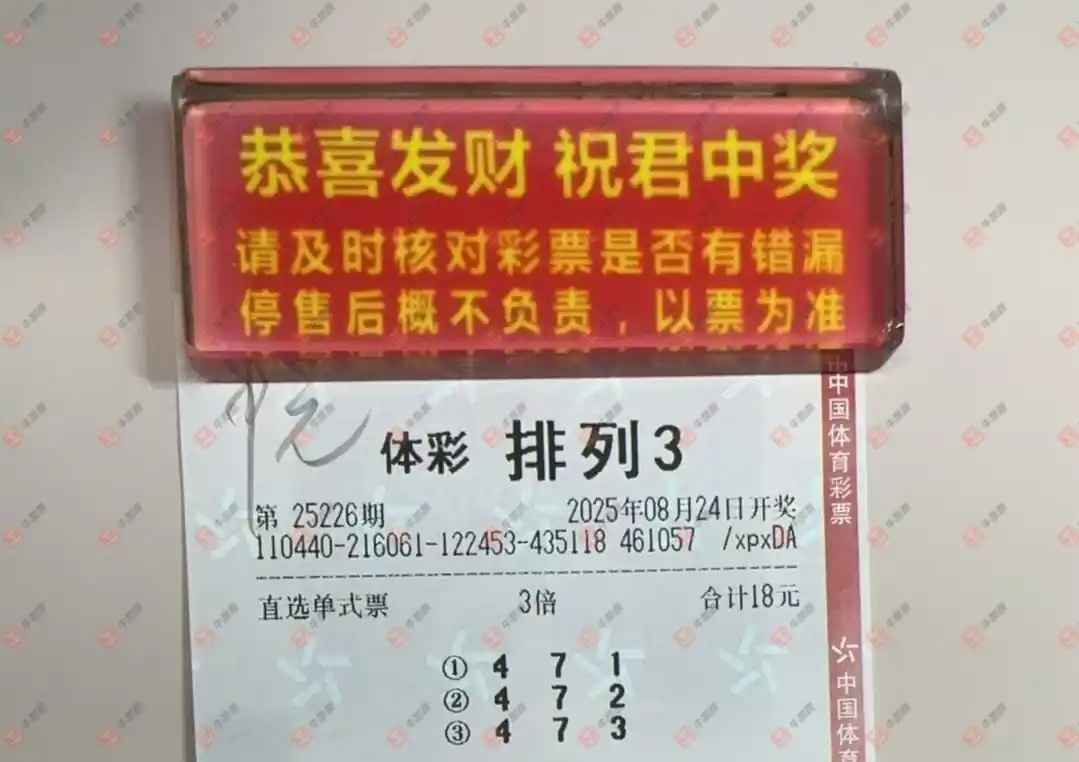 恭喜发财 祝君中奖
请及时核对彩票是否有错漏
停售后概不负责，以票为准
体彩 排列3
第 25226期 2025年08月24日开奖
110440-216061-122453-435118 461057 /xpxDA
直选单式票 3倍 合计18元
① 4 7 1
② 4 7 2
③ 4 7 3
中国体育彩票
中国体育